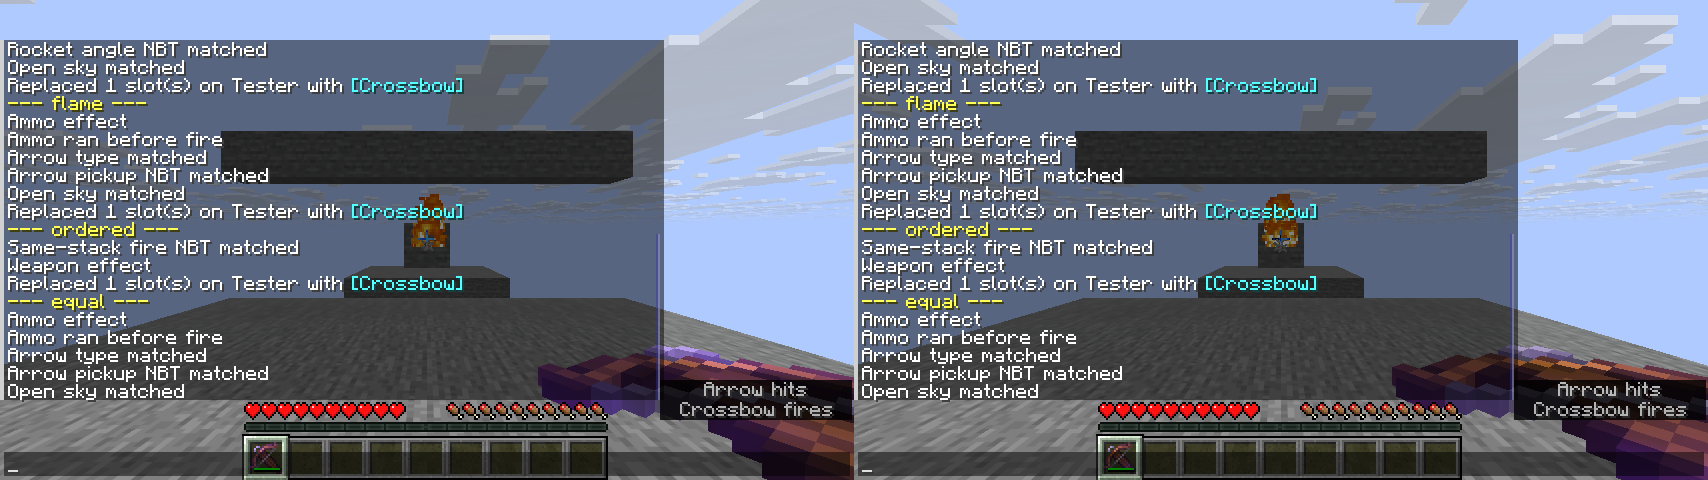 Rocket angle NBT matched
Open sky matched
Replaced 1 slot(s) on Tester with [Crossbow]
--- flame ---
Ammo effect
Ammo ran before fire
Arrow type matched
Arrow pickup NBT matched
Open sky matched
Replaced 1 slot(s) on Tester with [Crossbow]
--- ordered ---
Same-stack fire NBT matched
Weapon effect
Replaced 1 slot(s) on Tester with [Crossbow]
--- equal ---
Ammo effect
Ammo ran before fire
Arrow type matched
Arrow pickup NBT matched
Open sky matched
Arrow hits
Crossbow fires
_
Rocket angle NBT matched
Open sky matched
Replaced 1 slot(s) on Tester with [Crossbow]
--- flame ---
Ammo effect
Ammo ran before fire
Arrow type matched
Arrow pickup NBT matched
Open sky matched
Replaced 1 slot(s) on Tester with [Crossbow]
--- ordered ---
Same-stack fire NBT matched
Weapon effect
Replaced 1 slot(s) on Tester with [Crossbow]
--- equal ---
Ammo effect
Ammo ran before fire
Arrow type matched
Arrow pickup NBT matched
Open sky matched
Arrow hits
Crossbow fires
_